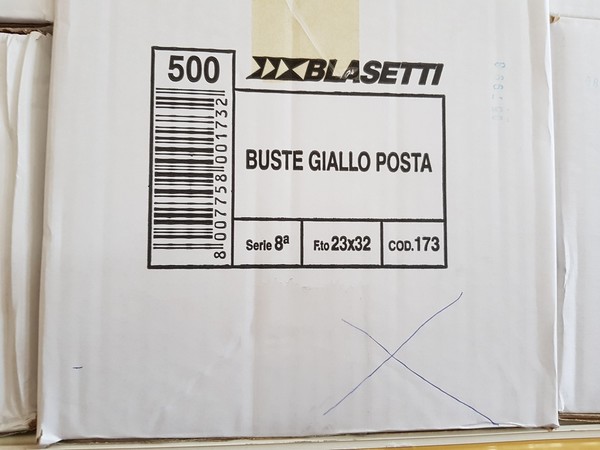 500
BLASETTI
8 007758 001732
BUSTE GIALLO POSTA
Serie 8ª
F.to 23x32
COD. 173